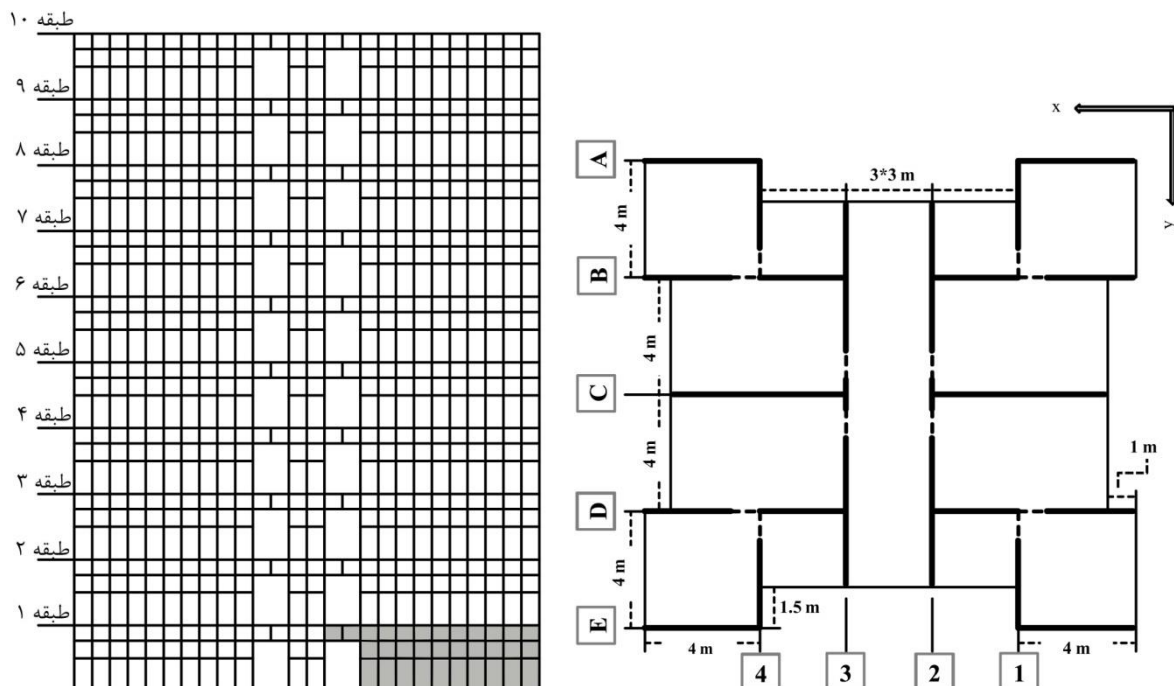 طبقه ۱۰
طبقه ۹
طبقه ۸
طبقه ۷
طبقه ۶
طبقه ۵
طبقه ۴
طبقه ۳
طبقه ۲
طبقه ۱
x
y
A
3*3 m
4 m
B
4 m
C
4 m
1 m
D
4 m
1.5 m
E
4 m
4 m
4
3
2
1